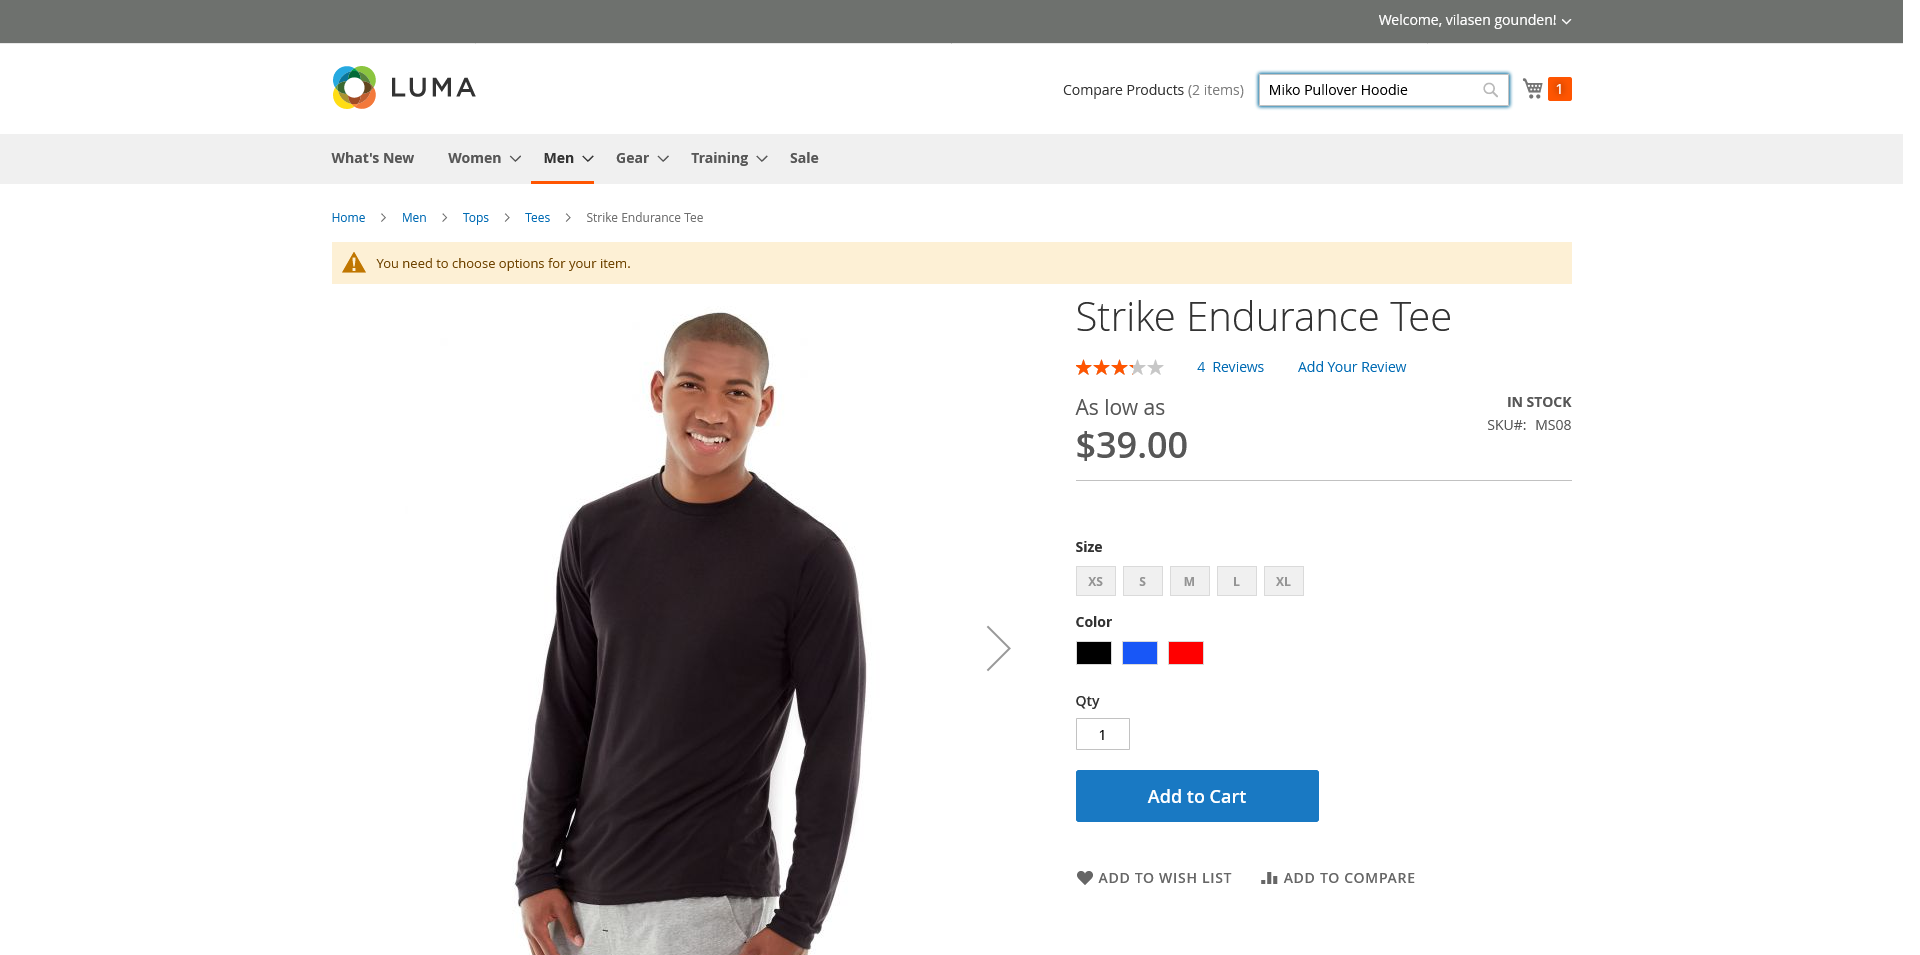 Welcome, vilasen gounden!
LUMA
Compare Products (2 items)
Miko Pullover Hoodie
1
What's New
Women
Men
Gear
Training
Sale
Home > Men > Tops > Tees > Strike Endurance Tee
You need to choose options for your item.
Strike Endurance Tee
4 Reviews
Add Your Review
As low as
$39.00
IN STOCK
SKU#: MS08
Size
XS S M L XL
Color
Qty
1
Add to Cart
ADD TO WISH LIST
ADD TO COMPARE